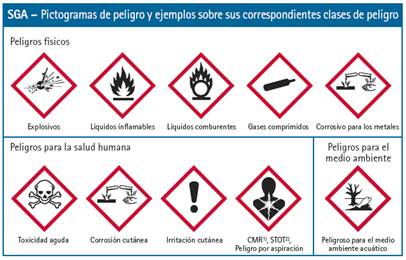 SGA – Pictogramas de peligro y ejemplos sobre sus correspondientes clases de peligro
Peligros físicos
Explosivos
Líquidos inflamables
Líquidos comburentes
Gases comprimidos
Corrosivo para los metales
Peligros para la salud humana
Toxicidad aguda
Corrosión cutánea
Irritación cutánea
CMR¹⁾, STOT²⁾,
Peligro por aspiración
Peligros para el
medio ambiente
Peligroso para el medio
ambiente acuático